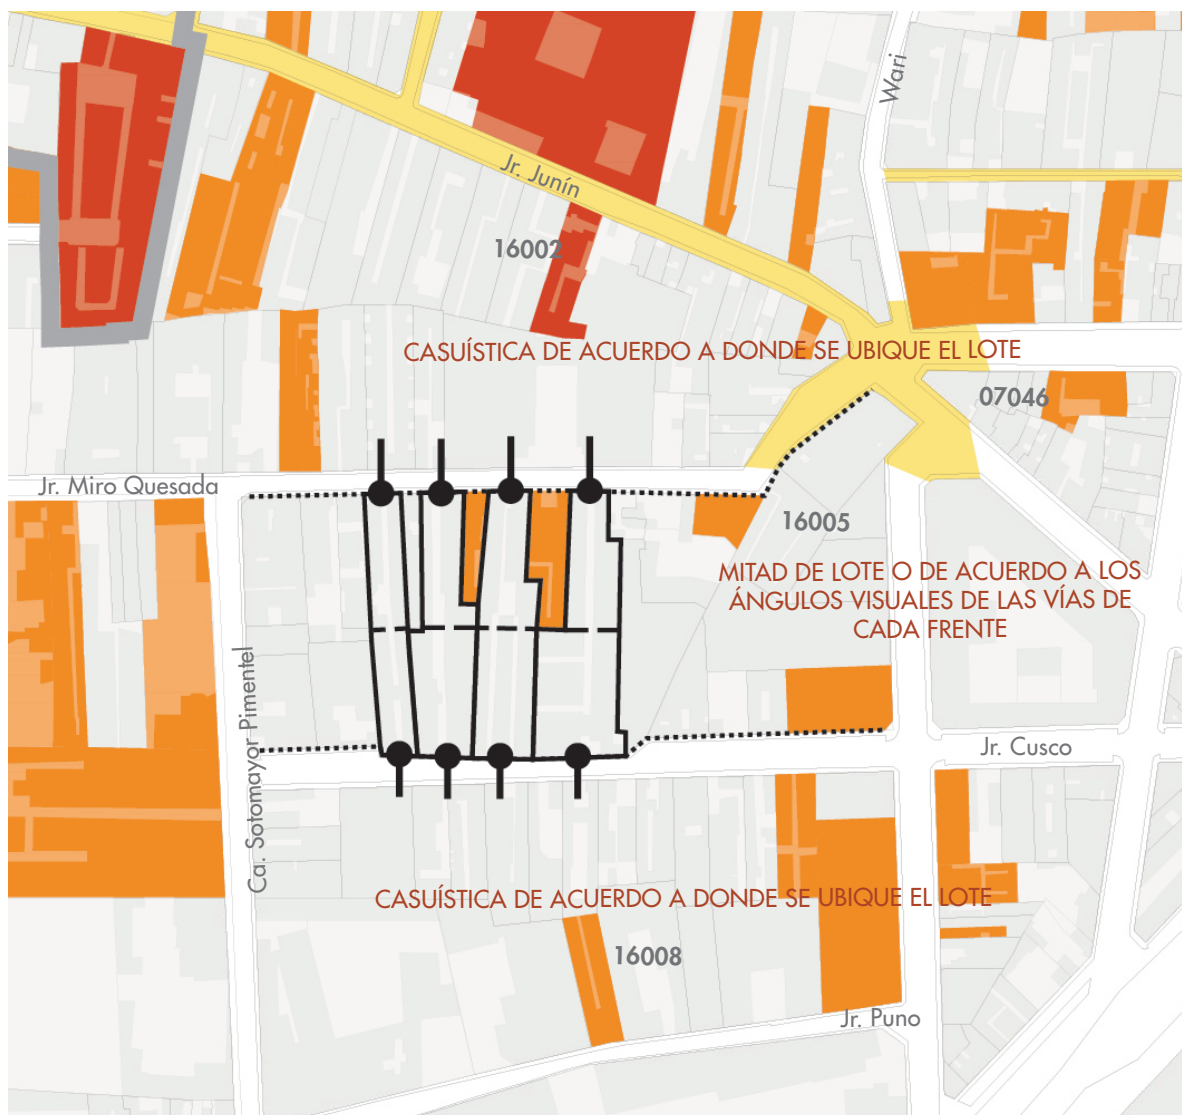 Wari
Jr. Junín
16002
CASUÍSTICA DE ACUERDO A DONDE SE UBIQUE EL LOTE
07046
Jr. Miro Quesada
16005
MITAD DE LOTE O DE ACUERDO A LOS
ÁNGULOS VISUALES DE LAS VÍAS DE
CADA FRENTE
Ca. Sotomayor Pimentel
Jr. Cusco
CASUÍSTICA DE ACUERDO A DONDE SE UBIQUE EL LOTE
16008
Jr. Puno